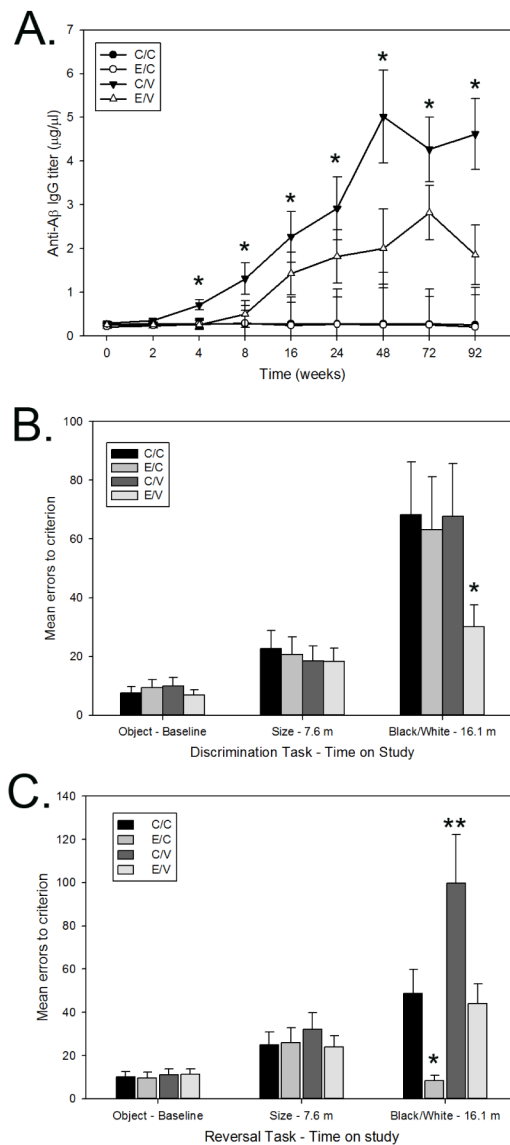 A.
C/C
E/C
C/V
E/V
Anti-Aβ IgG titer (μg/μl)
7
6
5
4
3
2
1
0
* * * * * * * *
0 2 4 8 16 24 48 72 92
Time (weeks)
B.
C/C
E/C
C/V
E/V
Mean errors to criterion
100
80
60
40
20
0
*
Object - Baseline Size - 7.6 m Black/White - 16.1 m
Discrimination Task - Time on Study
C.
C/C
E/C
C/V
E/V
Mean errors to criterion
140
120
100
80
60
40
20
0
**
*
Object - Baseline Size - 7.6 m Black/White - 16.1 m
Reversal Task - Time on study